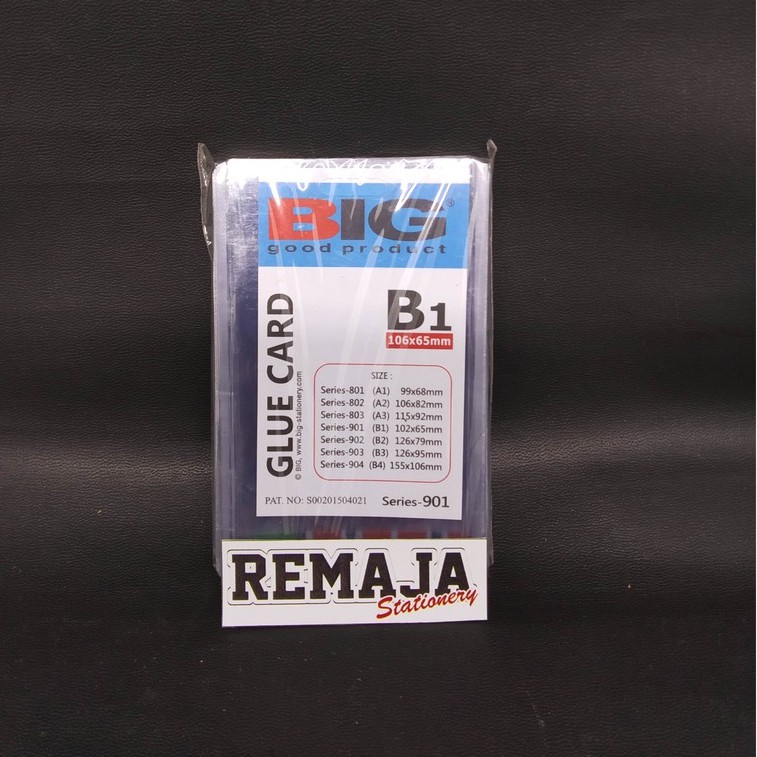 BIG®
good product
GLUE CARD
© BIG, www.big-stationery.com
B1
106x65mm
SIZE :
Series-801 (A1) 99x68mm
Series-802 (A2) 106x82mm
Series-803 (A3) 115x92mm
Series-901 (B1) 102x65mm
Series-902 (B2) 126x79mm
Series-903 (B3) 126x95mm
Series-904 (B4) 155x106mm
PAT. NO: S00201504021 Series-901
REMAJA
Stationery